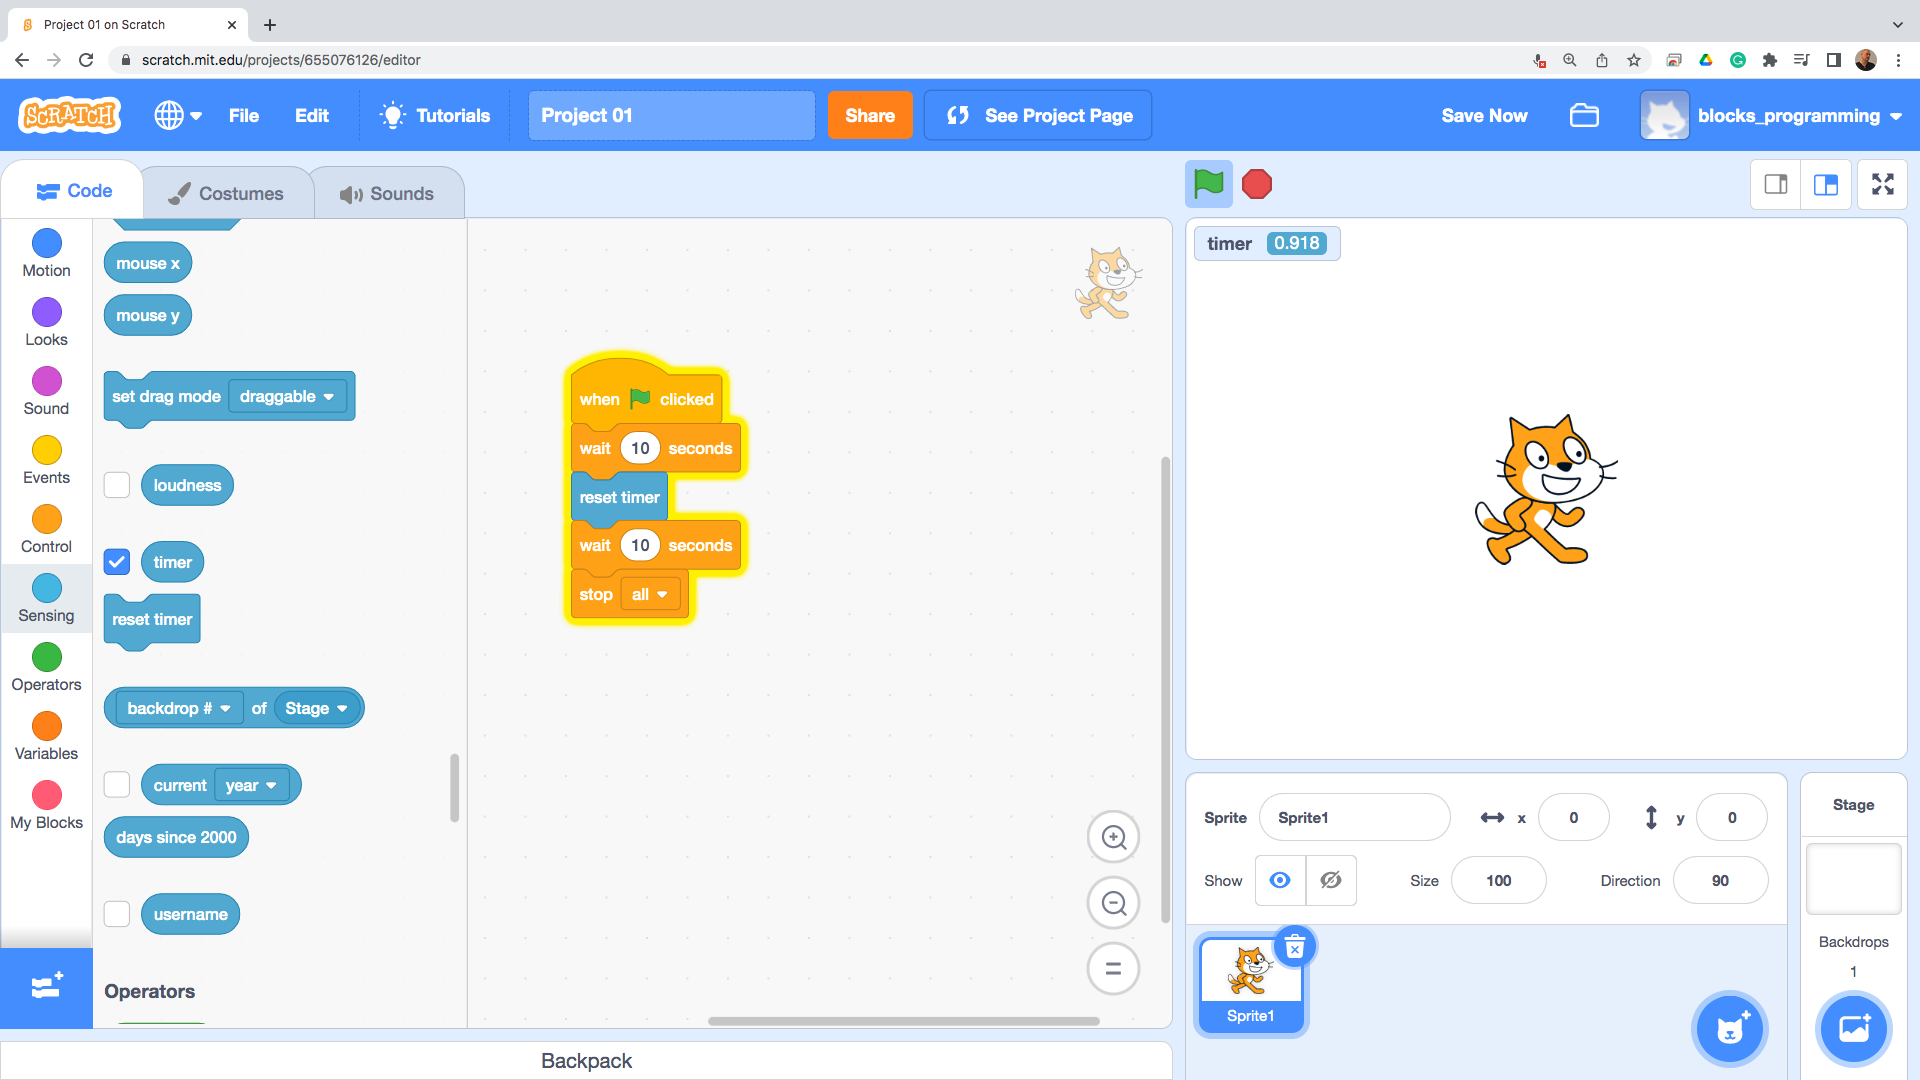 Project 01 on Scratch
scratch.mit.edu/projects/655076126/editor
SCRATCH
File
Edit
Tutorials
Project 01
Share
See Project Page
Save Now
blocks_programming
Code
Costumes
Sounds
Motion
Looks
Sound
Events
Control
Sensing
Operators
Variables
My Blocks
mouse x
mouse y
set drag mode draggable
loudness
timer
reset timer
backdrop # of Stage
current year
days since 2000
username
Operators
when clicked
wait 10 seconds
reset timer
wait 10 seconds
stop all
timer 0.918
Sprite Sprite1 x 0 y 0
Show Size 100 Direction 90
Sprite1
Stage
Backdrops
1
Backpack